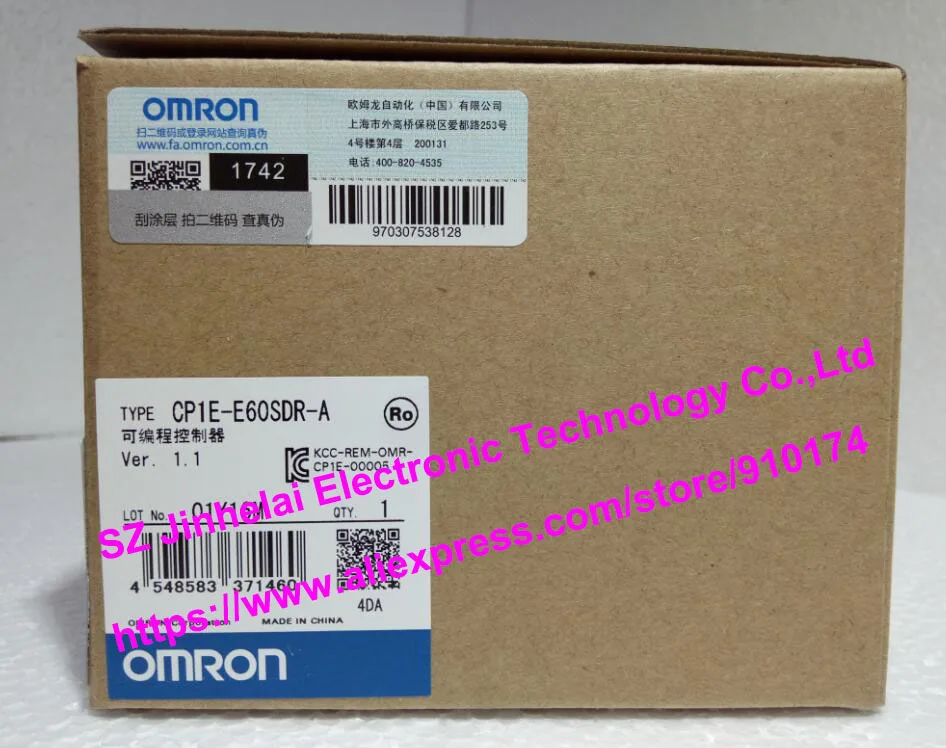 OMRON
扫二维码或登录网站查询真伪
www.fa.omron.com.cn
1742
刮涂层 扫二维码 查真伪
欧姆龙自动化（中国）有限公司
上海市外高桥保税区爱都路253号
4号楼第4层 200131
电话:400-820-4535
970307538128
TYPE CP1E-E60SDR-A
Ro
可编程控制器
Ver. 1.1
KCC-REM-OMR-
CP1E-00005
LOT No. 01Y16M QTY. 1
4 548583 371460
4DA
Corporation MADE IN CHINA
OMRON
SZ Jinhelai Electronic Technology Co.,Ltd
https://www.aliexpress.com/store/910174